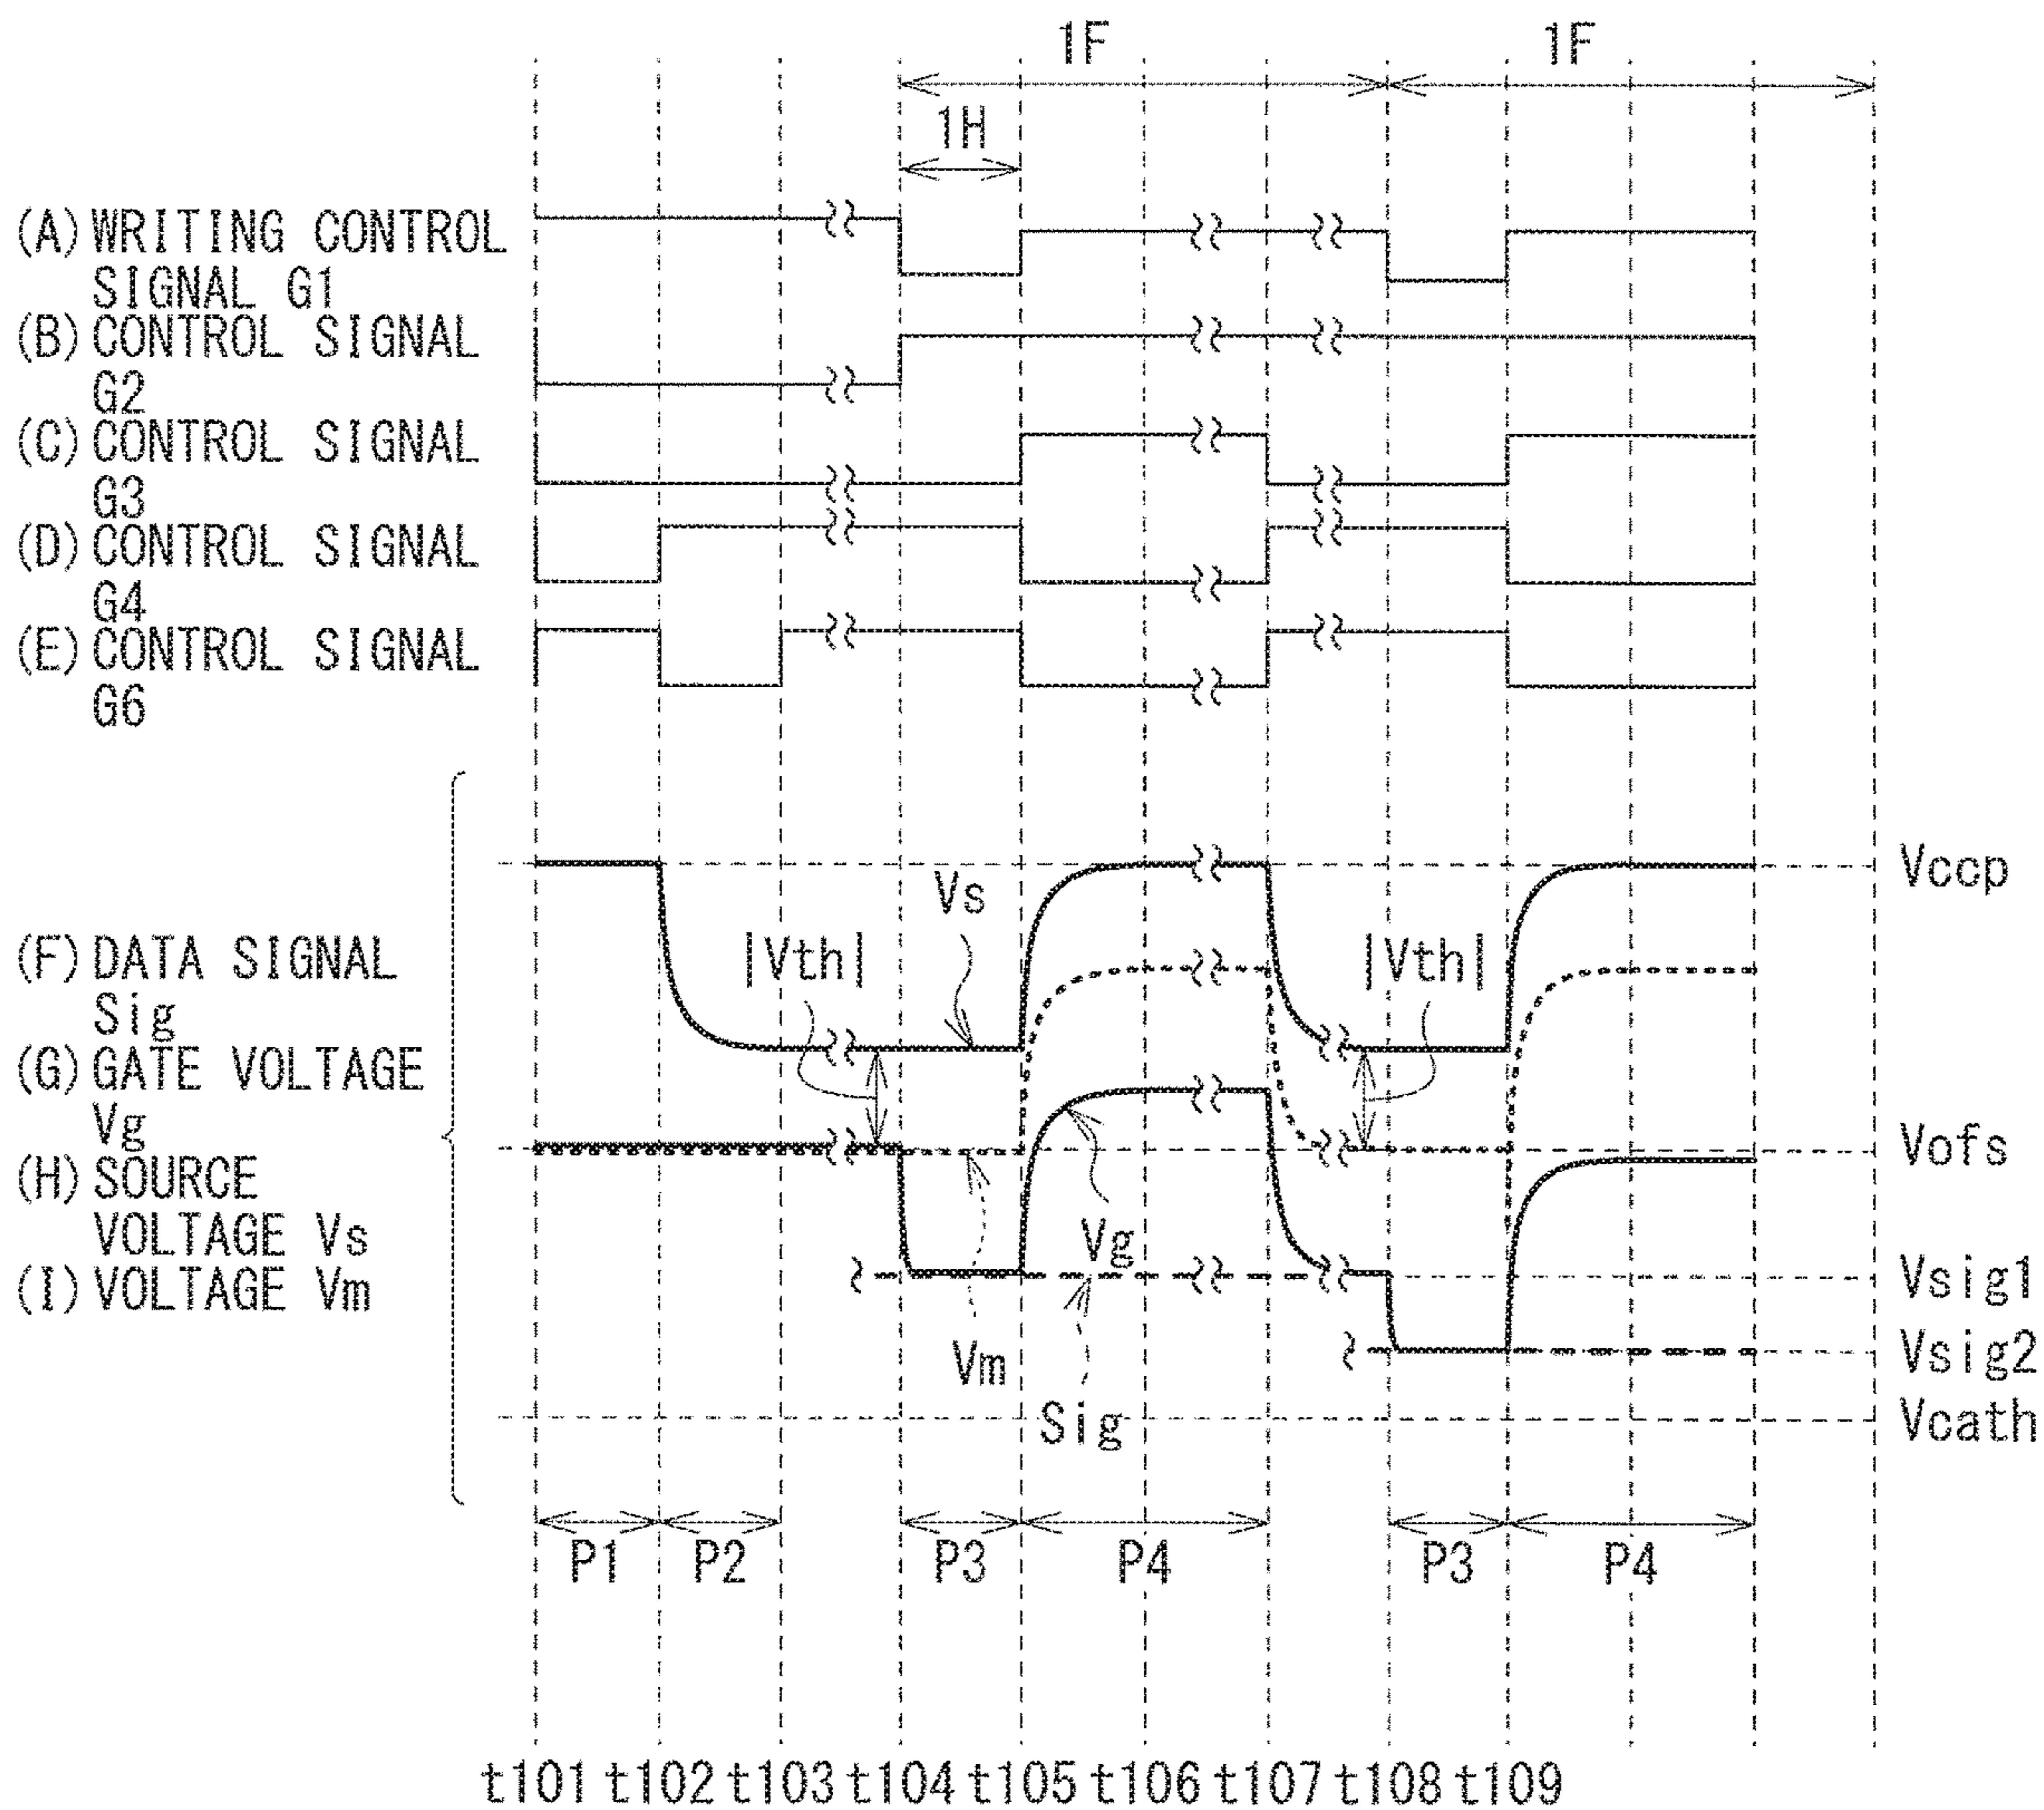 1F 1F
1H
(A) WRITING CONTROL
SIGNAL G1
(B) CONTROL SIGNAL
G2
(C) CONTROL SIGNAL
G3
(D) CONTROL SIGNAL
G4
(E) CONTROL SIGNAL
G6
Vccp
Vs
(F) DATA SIGNAL
Sig
|Vth| |Vth|
(G) GATE VOLTAGE
Vg
Vofs
(H) SOURCE
VOLTAGE Vs
Vg
(I) VOLTAGE Vm
Vsig1
Vm
Vsig2
Sig
Vcath
P1 P2 P3 P4 P3 P4
t101 t102 t103 t104 t105 t106 t107 t108 t109